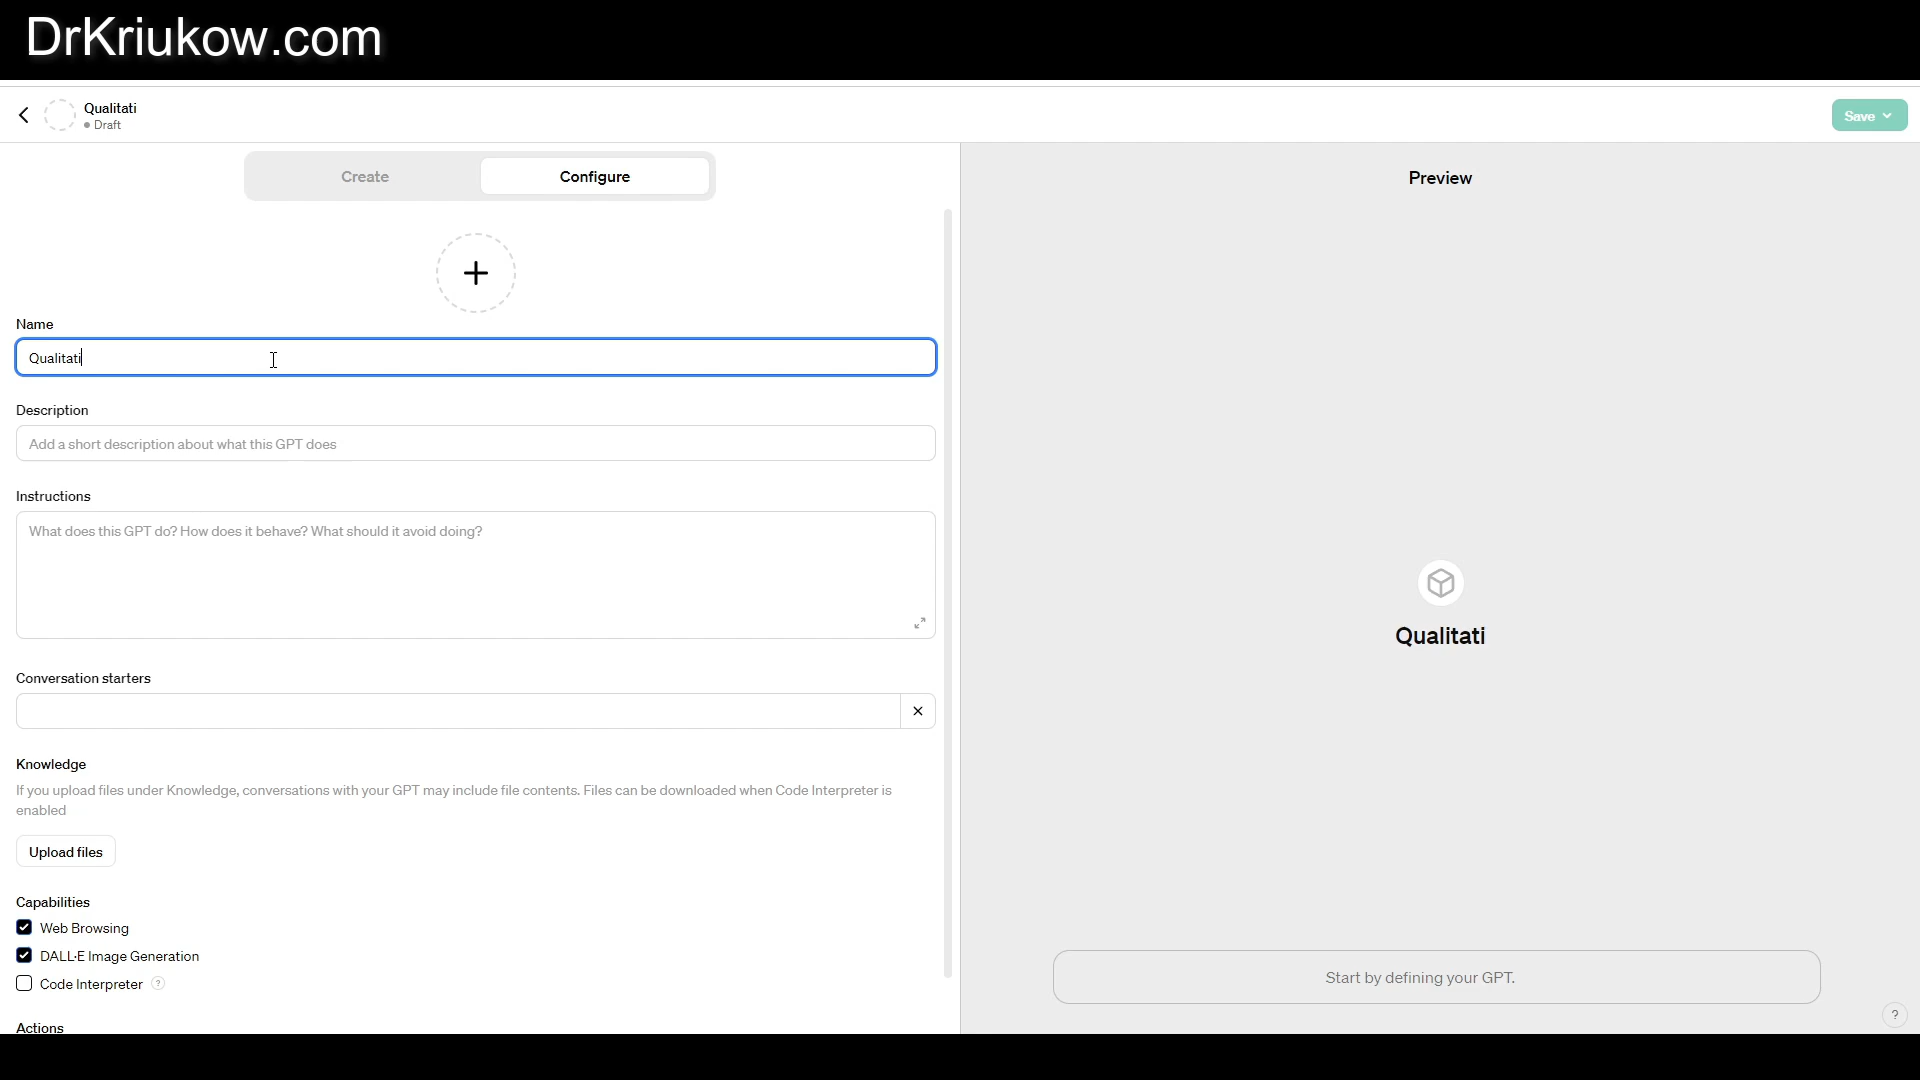 DrKriukow.com
Qualitati
Draft
Save
Create
Configure
Preview
Name
Qualitati
Description
Add a short description about what this GPT does
Instructions
What does this GPT do? How does it behave? What should it avoid doing?
Qualitati
Conversation starters
Knowledge
If you upload files under Knowledge, conversations with your GPT may include file contents. Files can be downloaded when Code Interpreter is
enabled
Upload files
Capabilities
Web Browsing
DALL·E Image Generation
Code Interpreter ?
Start by defining your GPT.
?
Actions